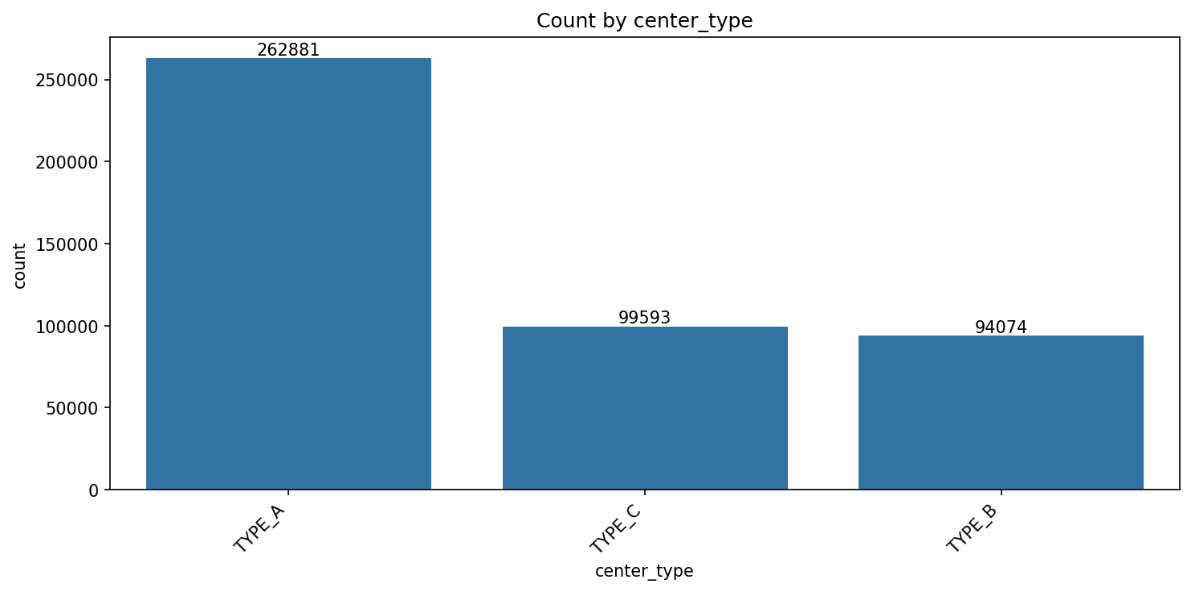 Count by center_type
262881
250000
200000
150000
100000
50000
0
count
99593
94074
TYPE_A
TYPE_C
TYPE_B
center_type